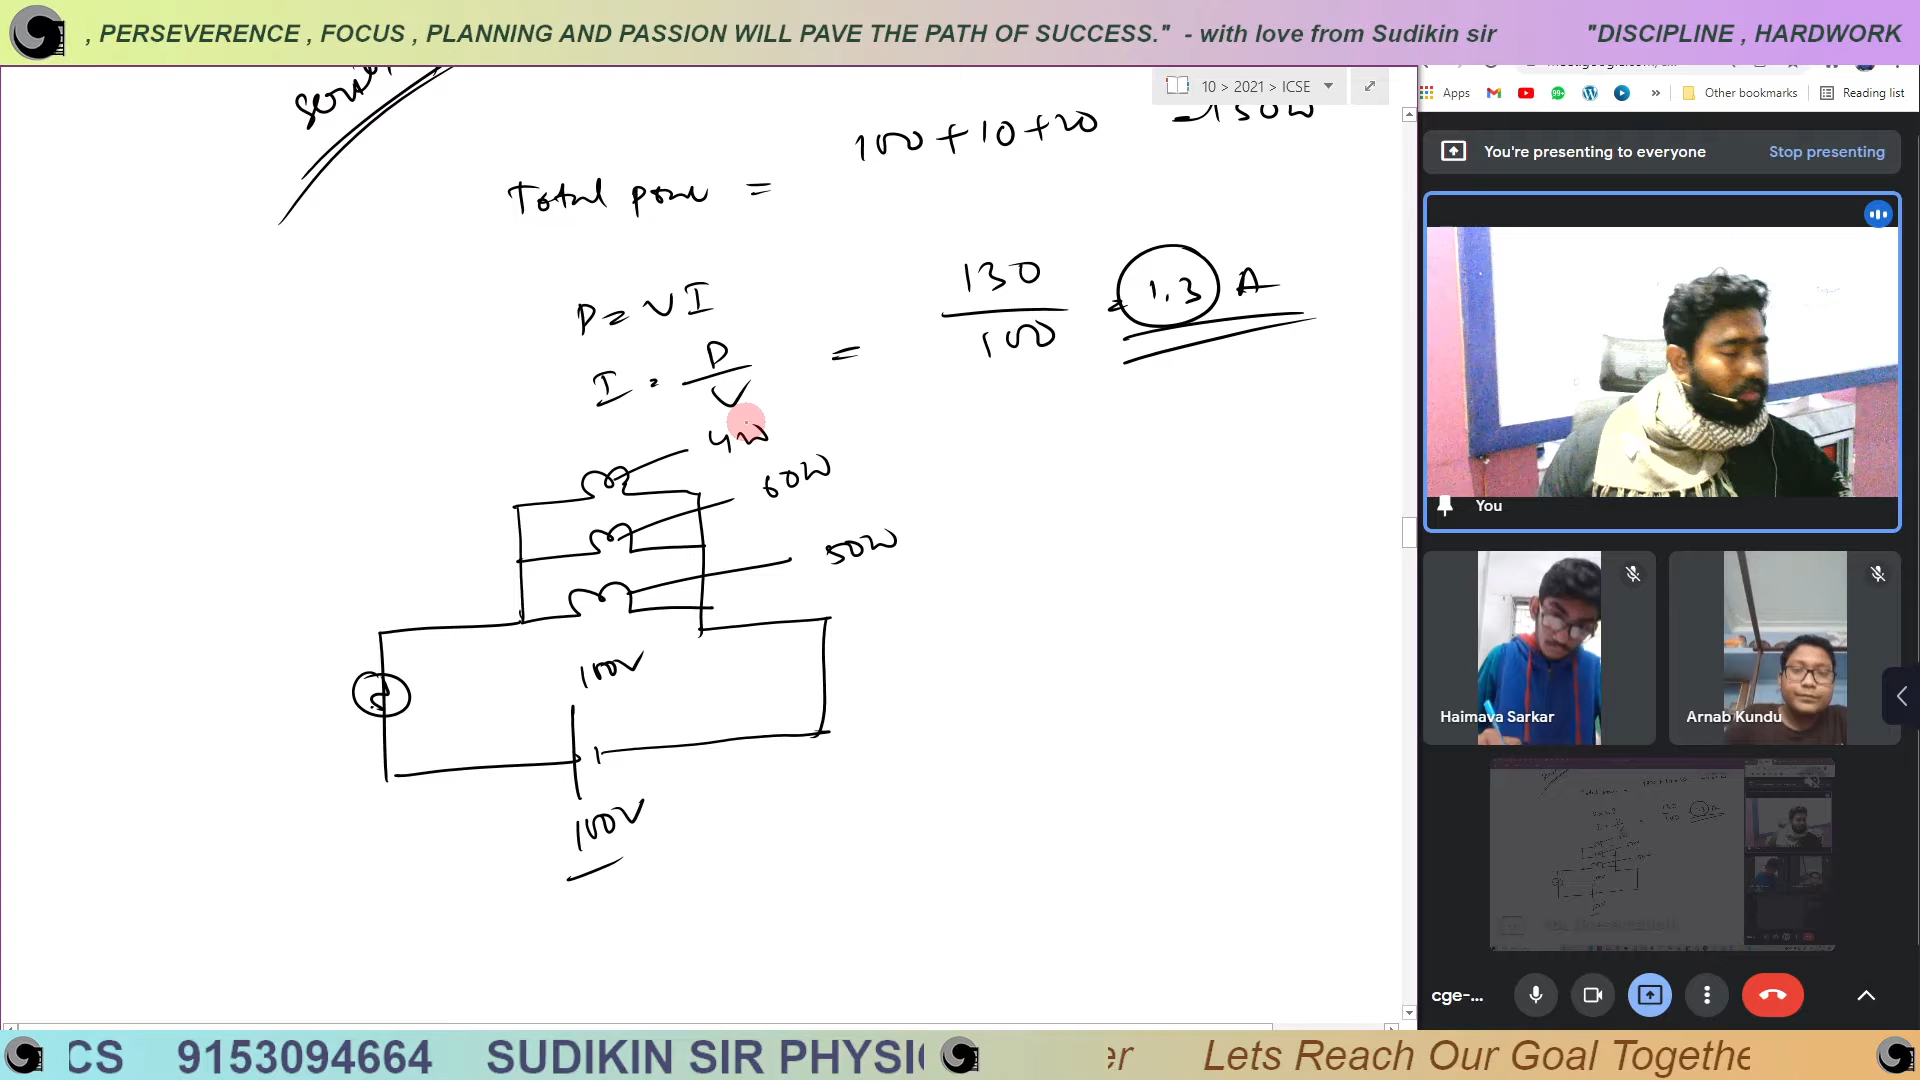 , PERSEVERENCE , FOCUS , PLANNING AND PASSION WILL PAVE THE PATH OF SUCCESS." - with love from Sudikin sir "DISCIPLINE , HARDWORK
10 > 2021 > ICSE
Apps
99+
»
Other bookmarks
Reading list
100+10+20
Total
=
P = VI
I = P/V = 130/100 = 1.3 A
4W
60W
50W
100V
100V
You're presenting to everyone
Stop presenting
You
Haimava Sarkar
Arnab Kundu
cge-...
CS 9153094664 SUDIKIN SIR PHYSI
er Lets Reach Our Goal Togethe